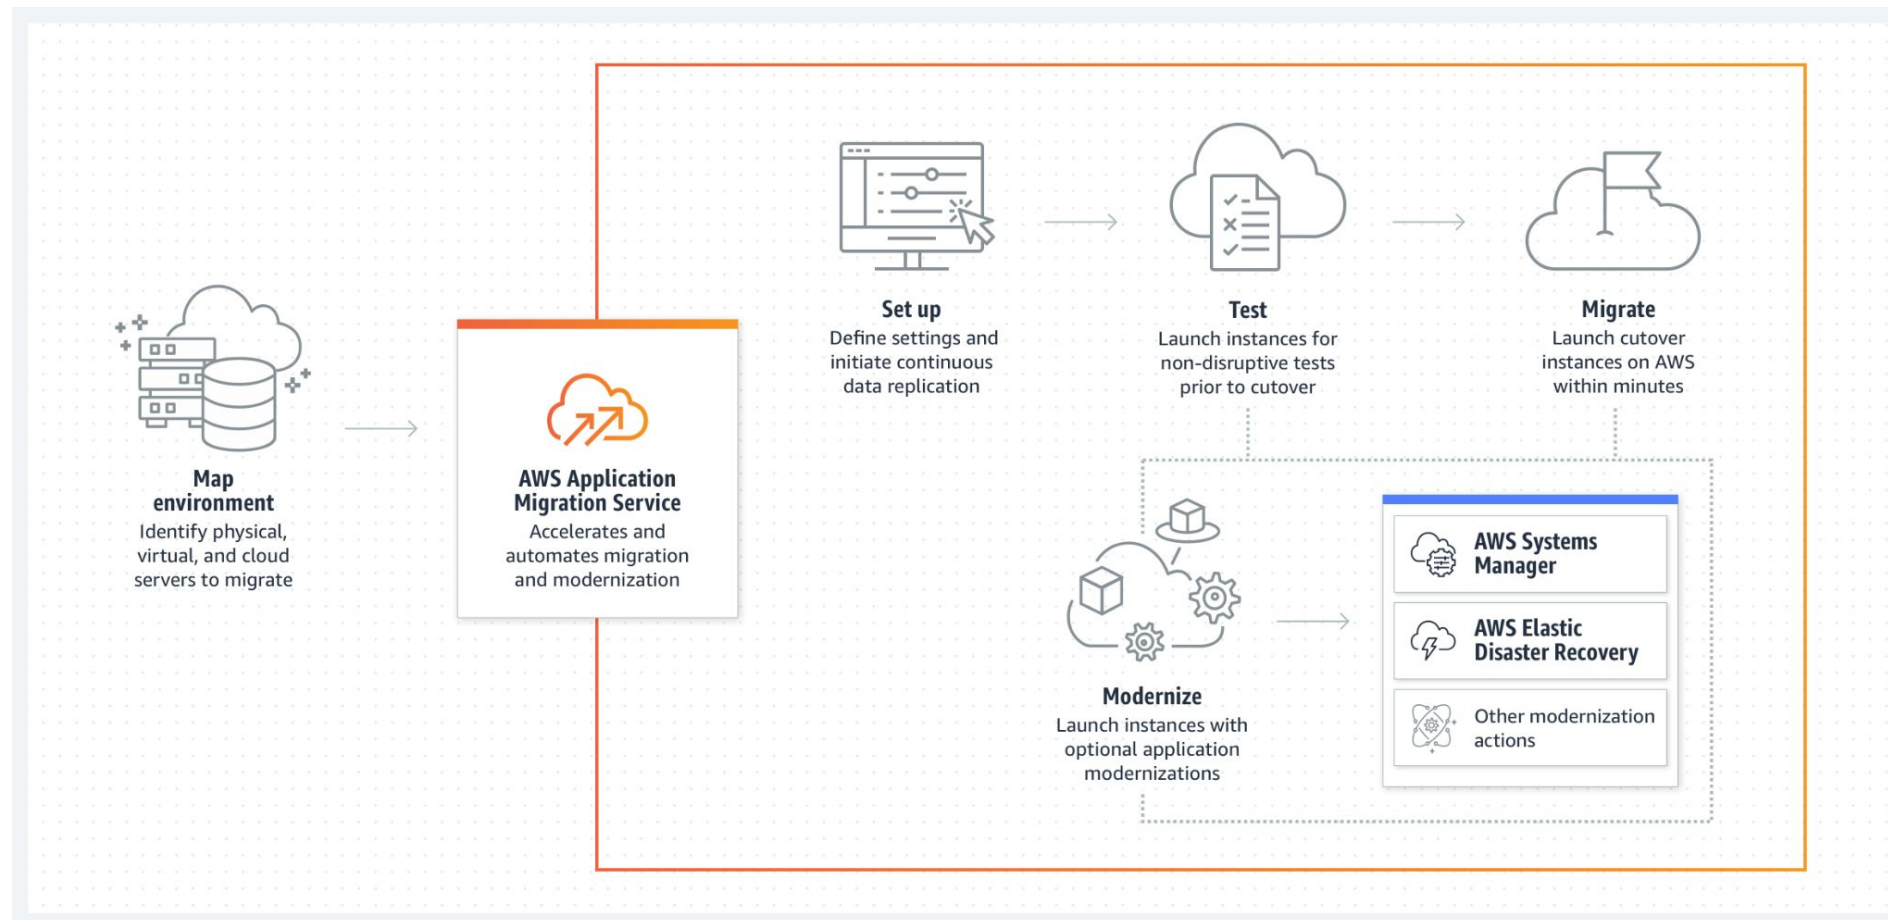 Map
environment
Identify physical,
virtual, and cloud
servers to migrate
AWS Application
Migration Service
Accelerates and
automates migration
and modernization
Set up
Define settings and
initiate continuous
data replication
Test
Launch instances for
non-disruptive tests
prior to cutover
Migrate
Launch cutover
instances on AWS
within minutes
Modernize
Launch instances with
optional application
modernizations
AWS Systems
Manager
AWS Elastic
Disaster Recovery
Other modernization
actions